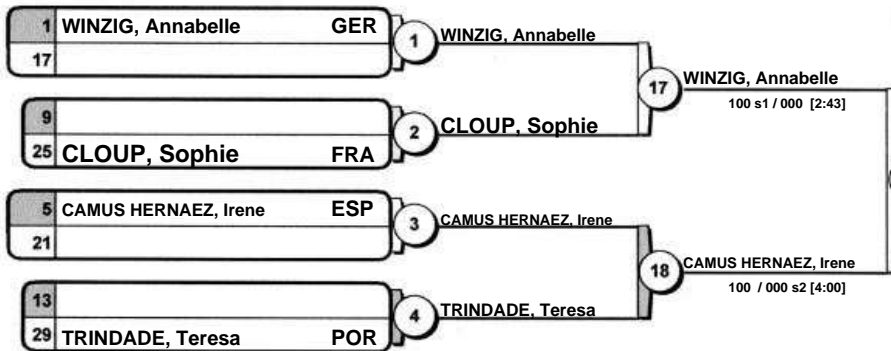 1 WINZIG, Annabelle GER
17
1 WINZIG, Annabelle
17 WINZIG, Annabelle
100 s1 / 000 [2:43]
9
25 CLOUP, Sophie FRA
2 CLOUP, Sophie
5 CAMUS HERNAEZ, Irene ESP
21
3 CAMUS HERNAEZ, Irene
18 CAMUS HERNAEZ, Irene
100 / 000 s2 [4:00]
13
29 TRINDADE, Teresa POR
4 TRINDADE, Teresa